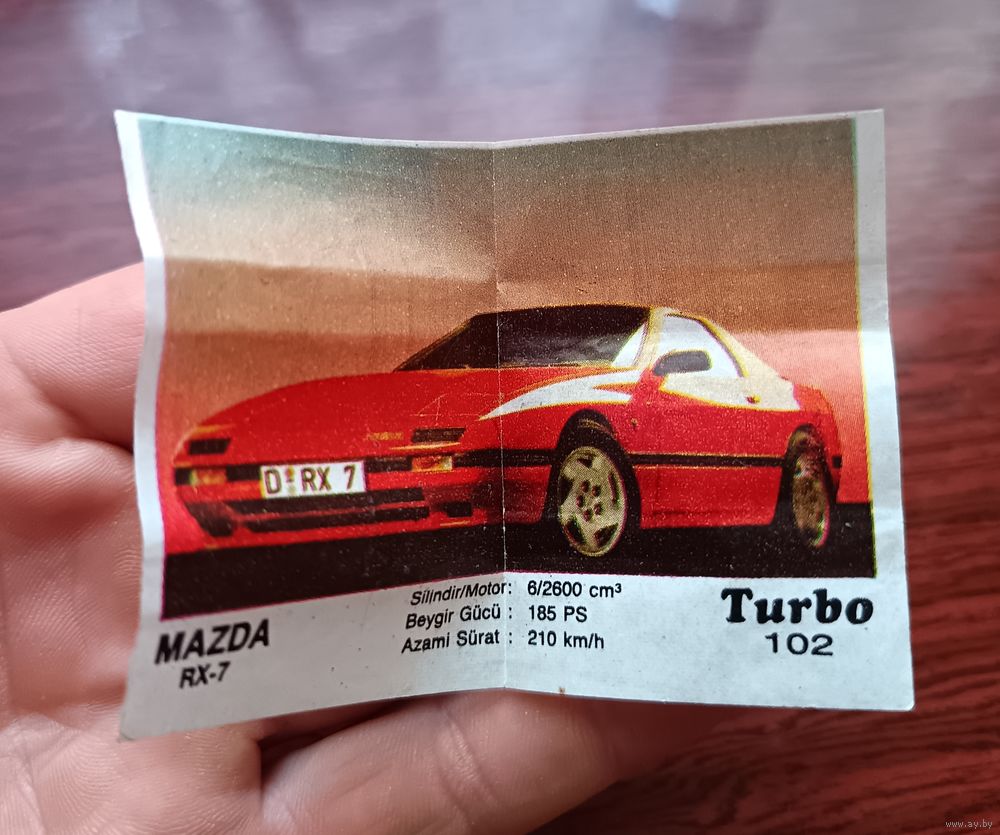 D RX 7
MAZDA
RX-7
Silindir/Motor: 6/2600 cm³
Beygir Gücü : 185 PS
Azami Sürat : 210 km/h
Turbo
102
www.ay.by